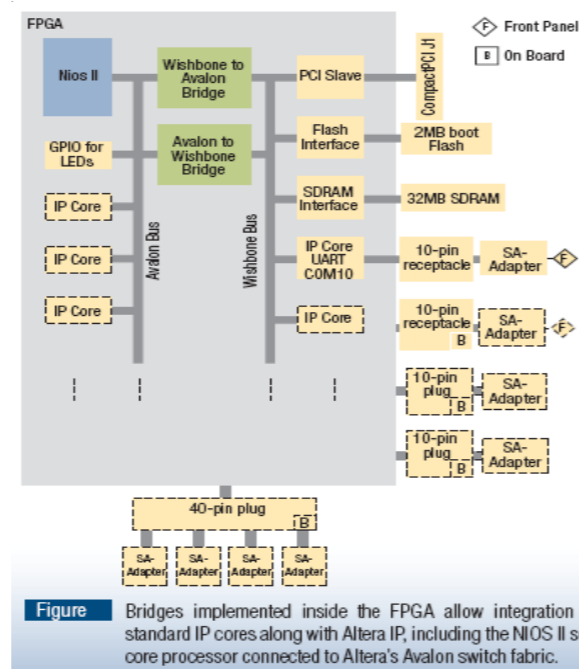 FPGA
F Front Panel
B On Board
Nios II
Wishbone to
Avalon
Bridge
PCI Slave
CompactPCI J1
GPIO for
LEDs
Avalon to
Wishbone
Bridge
Flash
Interface
2MB boot
Flash
IP Core
SDRAM
Interface
32MB SDRAM
Avalon Bus
Wishbone Bus
IP Core
IP Core
UART
COM10
10-pin
receptacle
SA-
Adapter
F
IP Core
IP Core
10-pin
receptacle
B
SA-
Adapter
F
10-pin
plug
B
SA-
Adapter
10-pin
plug
B
SA-
Adapter
40-pin plug
B
SA-
Adapter
SA-
Adapter
SA-
Adapter
SA-
Adapter
Figure
Bridges implemented inside the FPGA allow integration
standard IP cores along with Altera IP, including the NIOS II s
core processor connected to Altera's Avalon switch fabric.